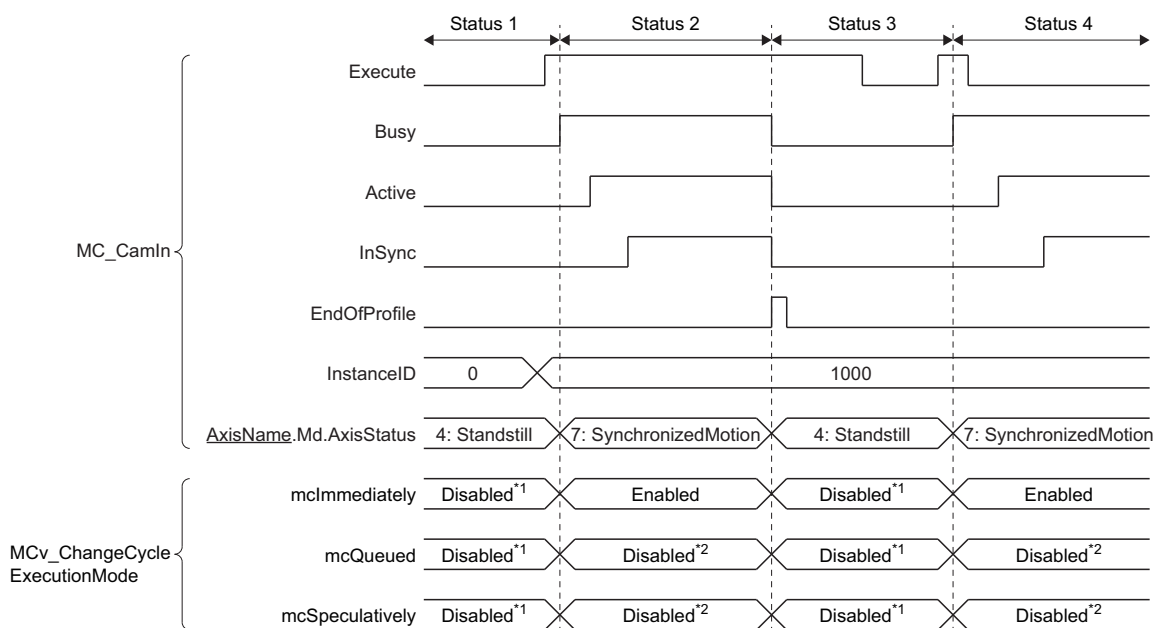 Status 1 Status 2 Status 3 Status 4
Execute
Busy
Active
MC_CamIn
InSync
EndOfProfile
InstanceID 0 1000
AxisName.Md.AxisStatus 4: Standstill 7: SynchronizedMotion 4: Standstill 7: SynchronizedMotion
mcImmediately Disabled*1 Enabled Disabled*1 Enabled
MCv_ChangeCycle
ExecutionMode
mcQueued Disabled*1 Disabled*2 Disabled*1 Disabled*2
mcSpeculatively Disabled*1 Disabled*2 Disabled*1 Disabled*2